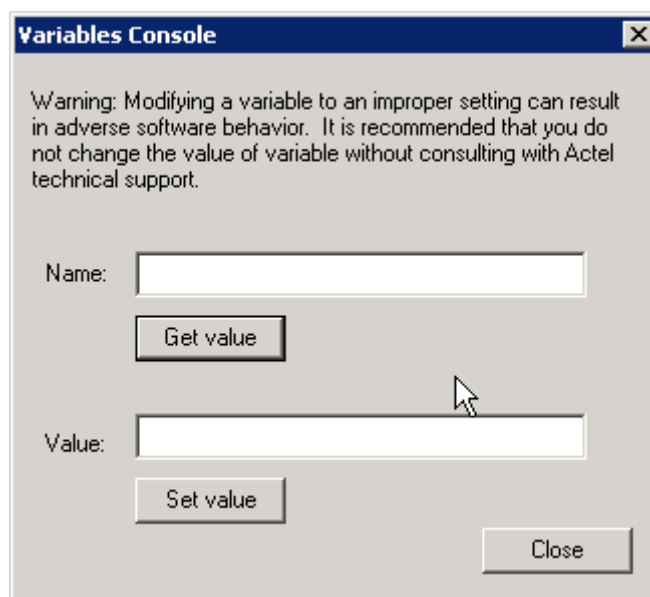 Variables Console
Warning: Modifying a variable to an improper setting can result
in adverse software behavior.  It is recommended that you do
not change the value of variable without consulting with Actel
technical support.
Name:
Get value
Value:
Set value
Close